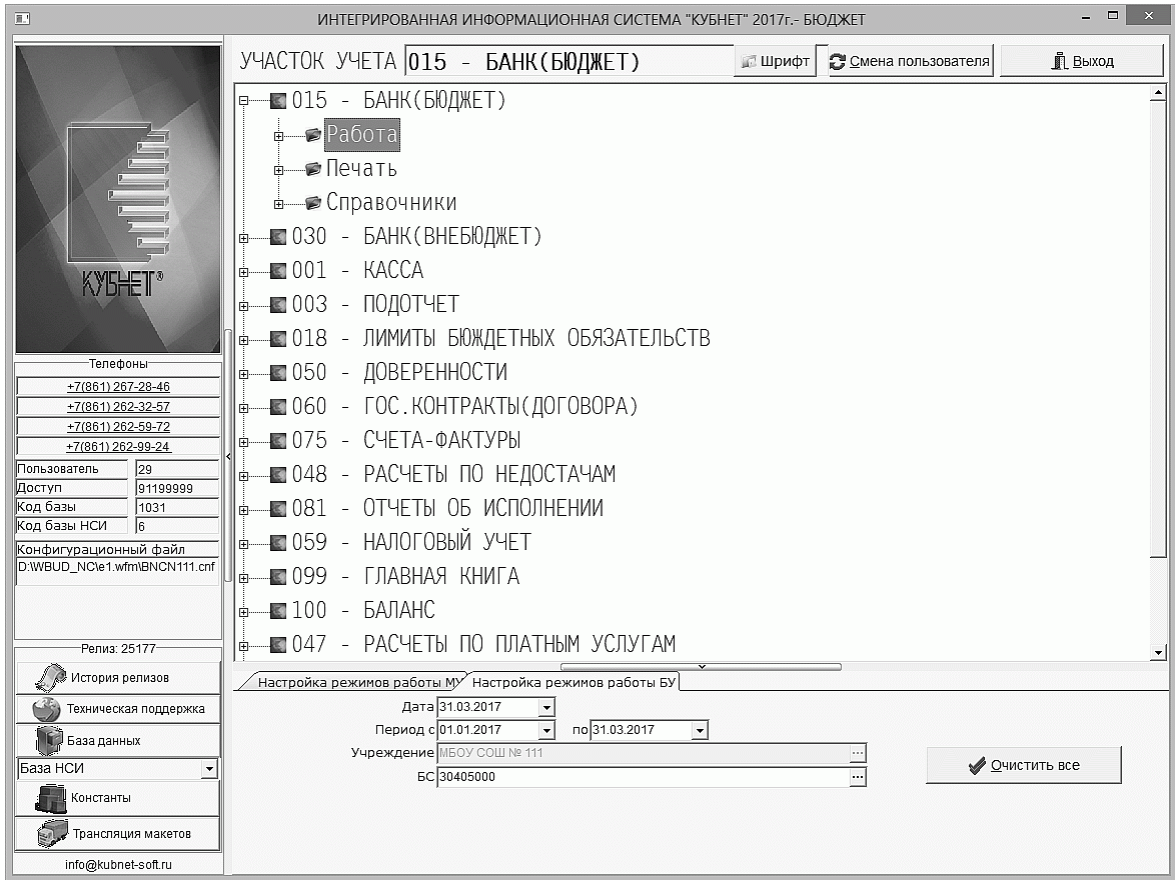 ИНТЕГРИРОВАННАЯ ИНФОРМАЦИОННАЯ СИСТЕМА "КУБНЕТ" 2017г.- БЮДЖЕТ
УЧАСТОК УЧЕТА 015 - БАНК(БЮДЖЕТ) Шрифт Смена пользователя Выход
КУБНЕТ®
Телефоны
+7(861) 267-28-46
+7(861) 262-32-57
+7(861) 262-59-72
+7(861) 262-99-24
Пользователь 29
Доступ 91199999
Код базы 1031
Код базы НСИ 6
Конфигурационный файл
D:\WBUD_NC\e1.wfm\BNCN111.cnf
Релиз: 25177
История релизов
Техническая поддержка
База данных
База НСИ
Константы
Трансляция макетов
info@kubnet-soft.ru
015 - БАНК(БЮДЖЕТ)
Работа
Печать
Справочники
030 - БАНК(ВНЕБЮДЖЕТ)
001 - КАССА
003 - ПОДОТЧЕТ
018 - ЛИМИТЫ БЮЖДЕТНЫХ ОБЯЗАТЕЛЬСТВ
050 - ДОВЕРЕННОСТИ
060 - ГОС.КОНТРАКТЫ(ДОГОВОРА)
075 - СЧЕТА-ФАКТУРЫ
048 - РАСЧЕТЫ ПО НЕДОСТАЧАМ
081 - ОТЧЕТЫ ОБ ИСПОЛНЕНИИ
059 - НАЛОГОВЫЙ УЧЕТ
099 - ГЛАВНАЯ КНИГА
100 - БАЛАНС
047 - РАСЧЕТЫ ПО ПЛАТНЫМ УСЛУГАМ
Настройка режимов работы МУ Настройка режимов работы БУ
Дата 31.03.2017
Период с 01.01.2017 по 31.03.2017
Учреждение МБОУ СОШ № 111
БС 30405000
Очистить все